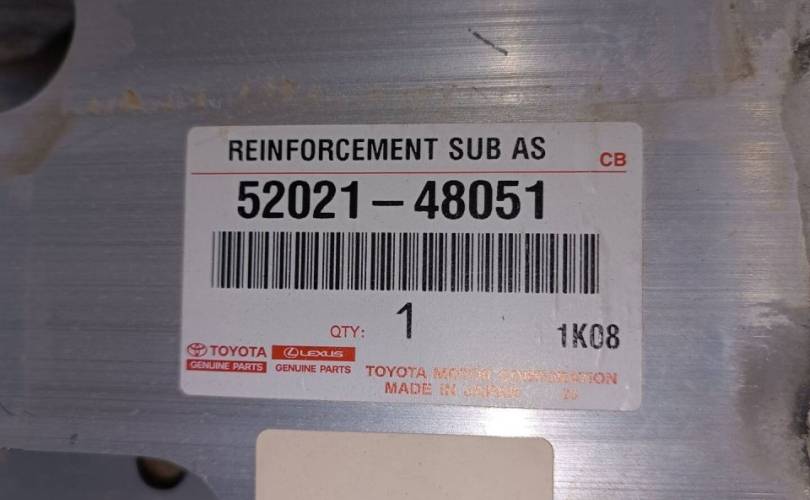 REINFORCEMENT SUB AS
CB
52021-48051
QTY: 1
1K08
TOYOTA LEXUS
GENUINE PARTS GENUINE PARTS
TOYOTA MOTOR CORPORATION
MADE IN JAPAN